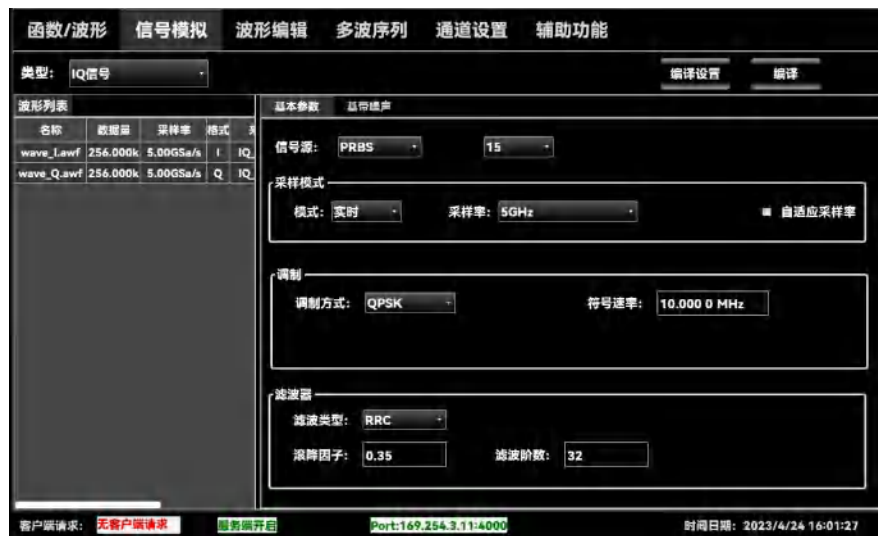 函数/波形 信号模拟 波形编辑 多波序列 通道设置 辅助功能
类型: IQ信号 编译设置 编译
波形列表 基本参数 基带噪声
名称 数据量 采样率 格式
wave_I.awf 256.000k 5.00GSa/s I IQ_
wave_Q.awf 256.000k 5.00GSa/s Q IQ_
信号源: PRBS 15
采样模式
模式: 实时 采样率: 5GHz 自适应采样率
调制
调制方式: QPSK 符号速率: 10.000 0 MHz
滤波器
滤波类型: RRC
滚降因子: 0.35 滤波阶数: 32
客户端请求: 无客户端请求 服务端开启 Port:169.254.3.11:4000 时间日期: 2023/4/24 16:01:27